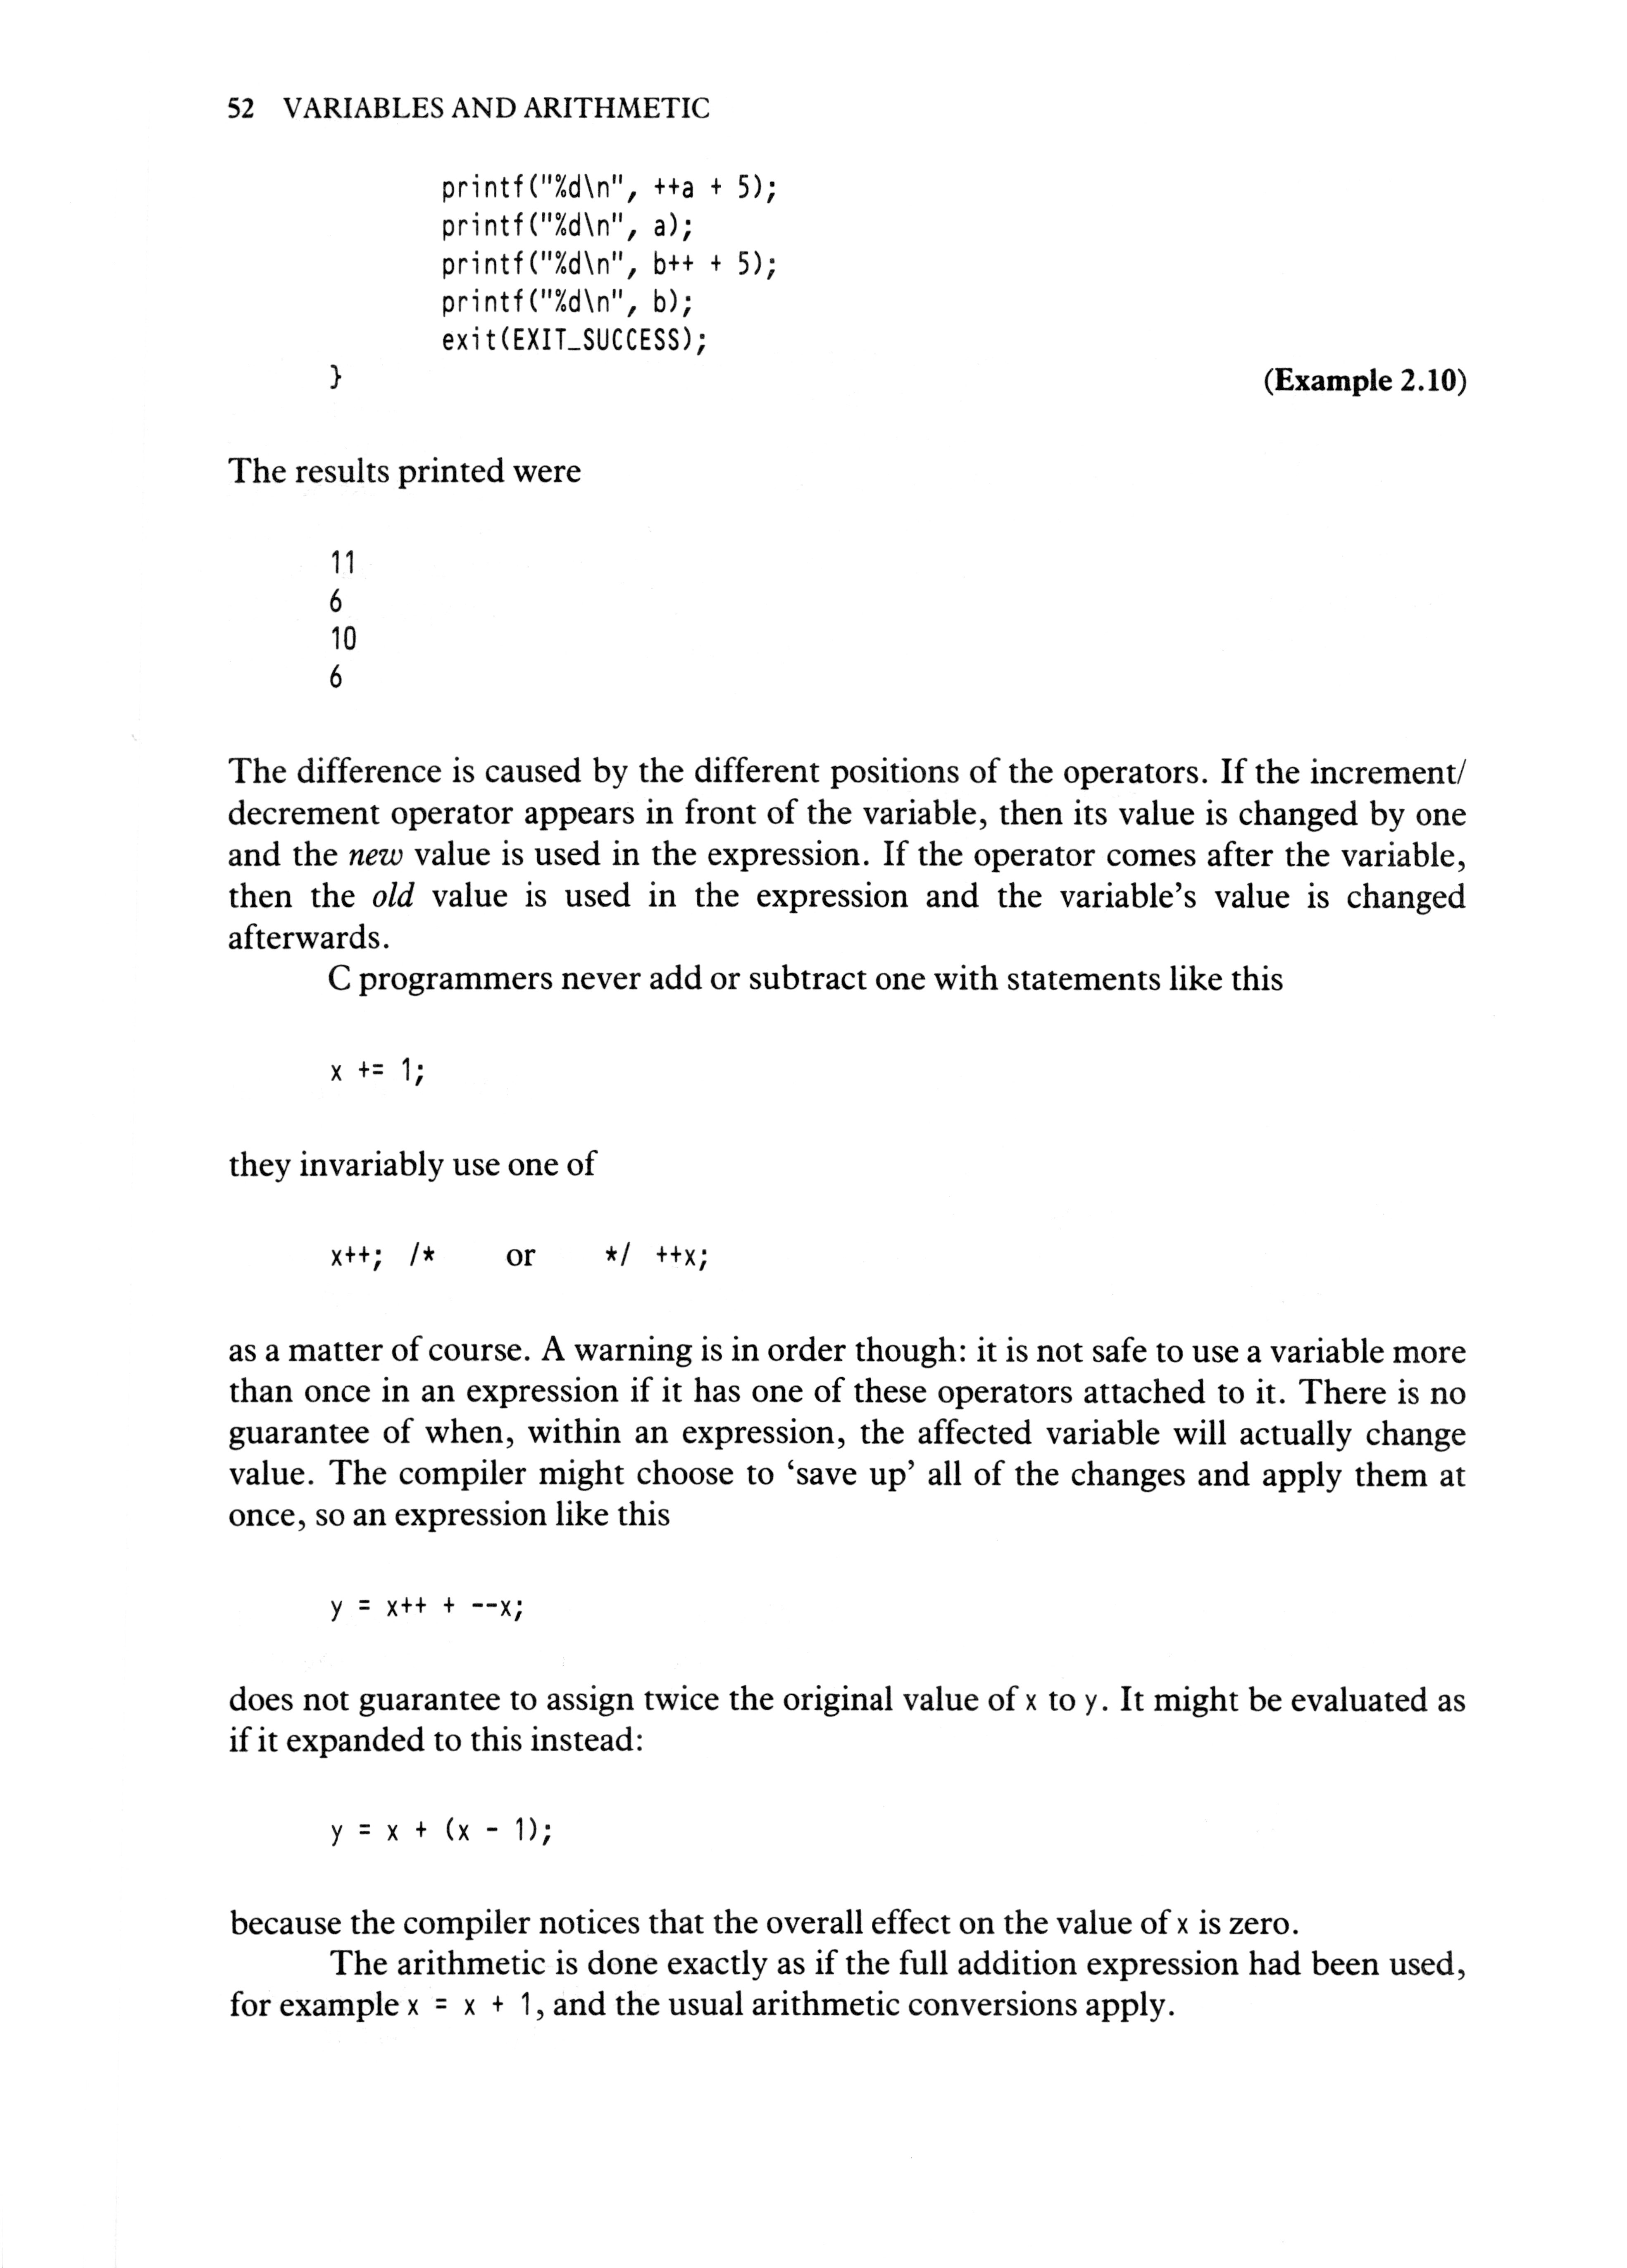 52 VARIABLES AND ARITHMETIC
printf("%d\n", ++a + 5);
printf("%d\n", a);
printf("%d\n", b++ + 5);
printf("%d\n", b);
exit(EXIT_SUCCESS);
} (Example 2.10)
The results printed were
11
6
10
6
The difference is caused by the different positions of the operators. If the increment/
decrement operator appears in front of the variable, then its value is changed by one
and the new value is used in the expression. If the operator comes after the variable,
then the old value is used in the expression and the variable’s value is changed
afterwards.
C programmers never add or subtract one with statements like this
x += 1;
they invariably use one of
x++; /* or */ ++x;
as a matter of course. A warning is in order though: it is not safe to use a variable more
than once in an expression if it has one of these operators attached to it. There is no
guarantee of when, within an expression, the affected variable will actually change
value. The compiler might choose to ‘save up’ all of the changes and apply them at
once, so an expression like this
y = x++ + --x;
does not guarantee to assign twice the original value of x to y. It might be evaluated as
if it expanded to this instead:
y = x + (x - 1);
because the compiler notices that the overall effect on the value of x is zero.
The arithmetic is done exactly as if the full addition expression had been used,
for example x = x + 1, and the usual arithmetic conversions apply.